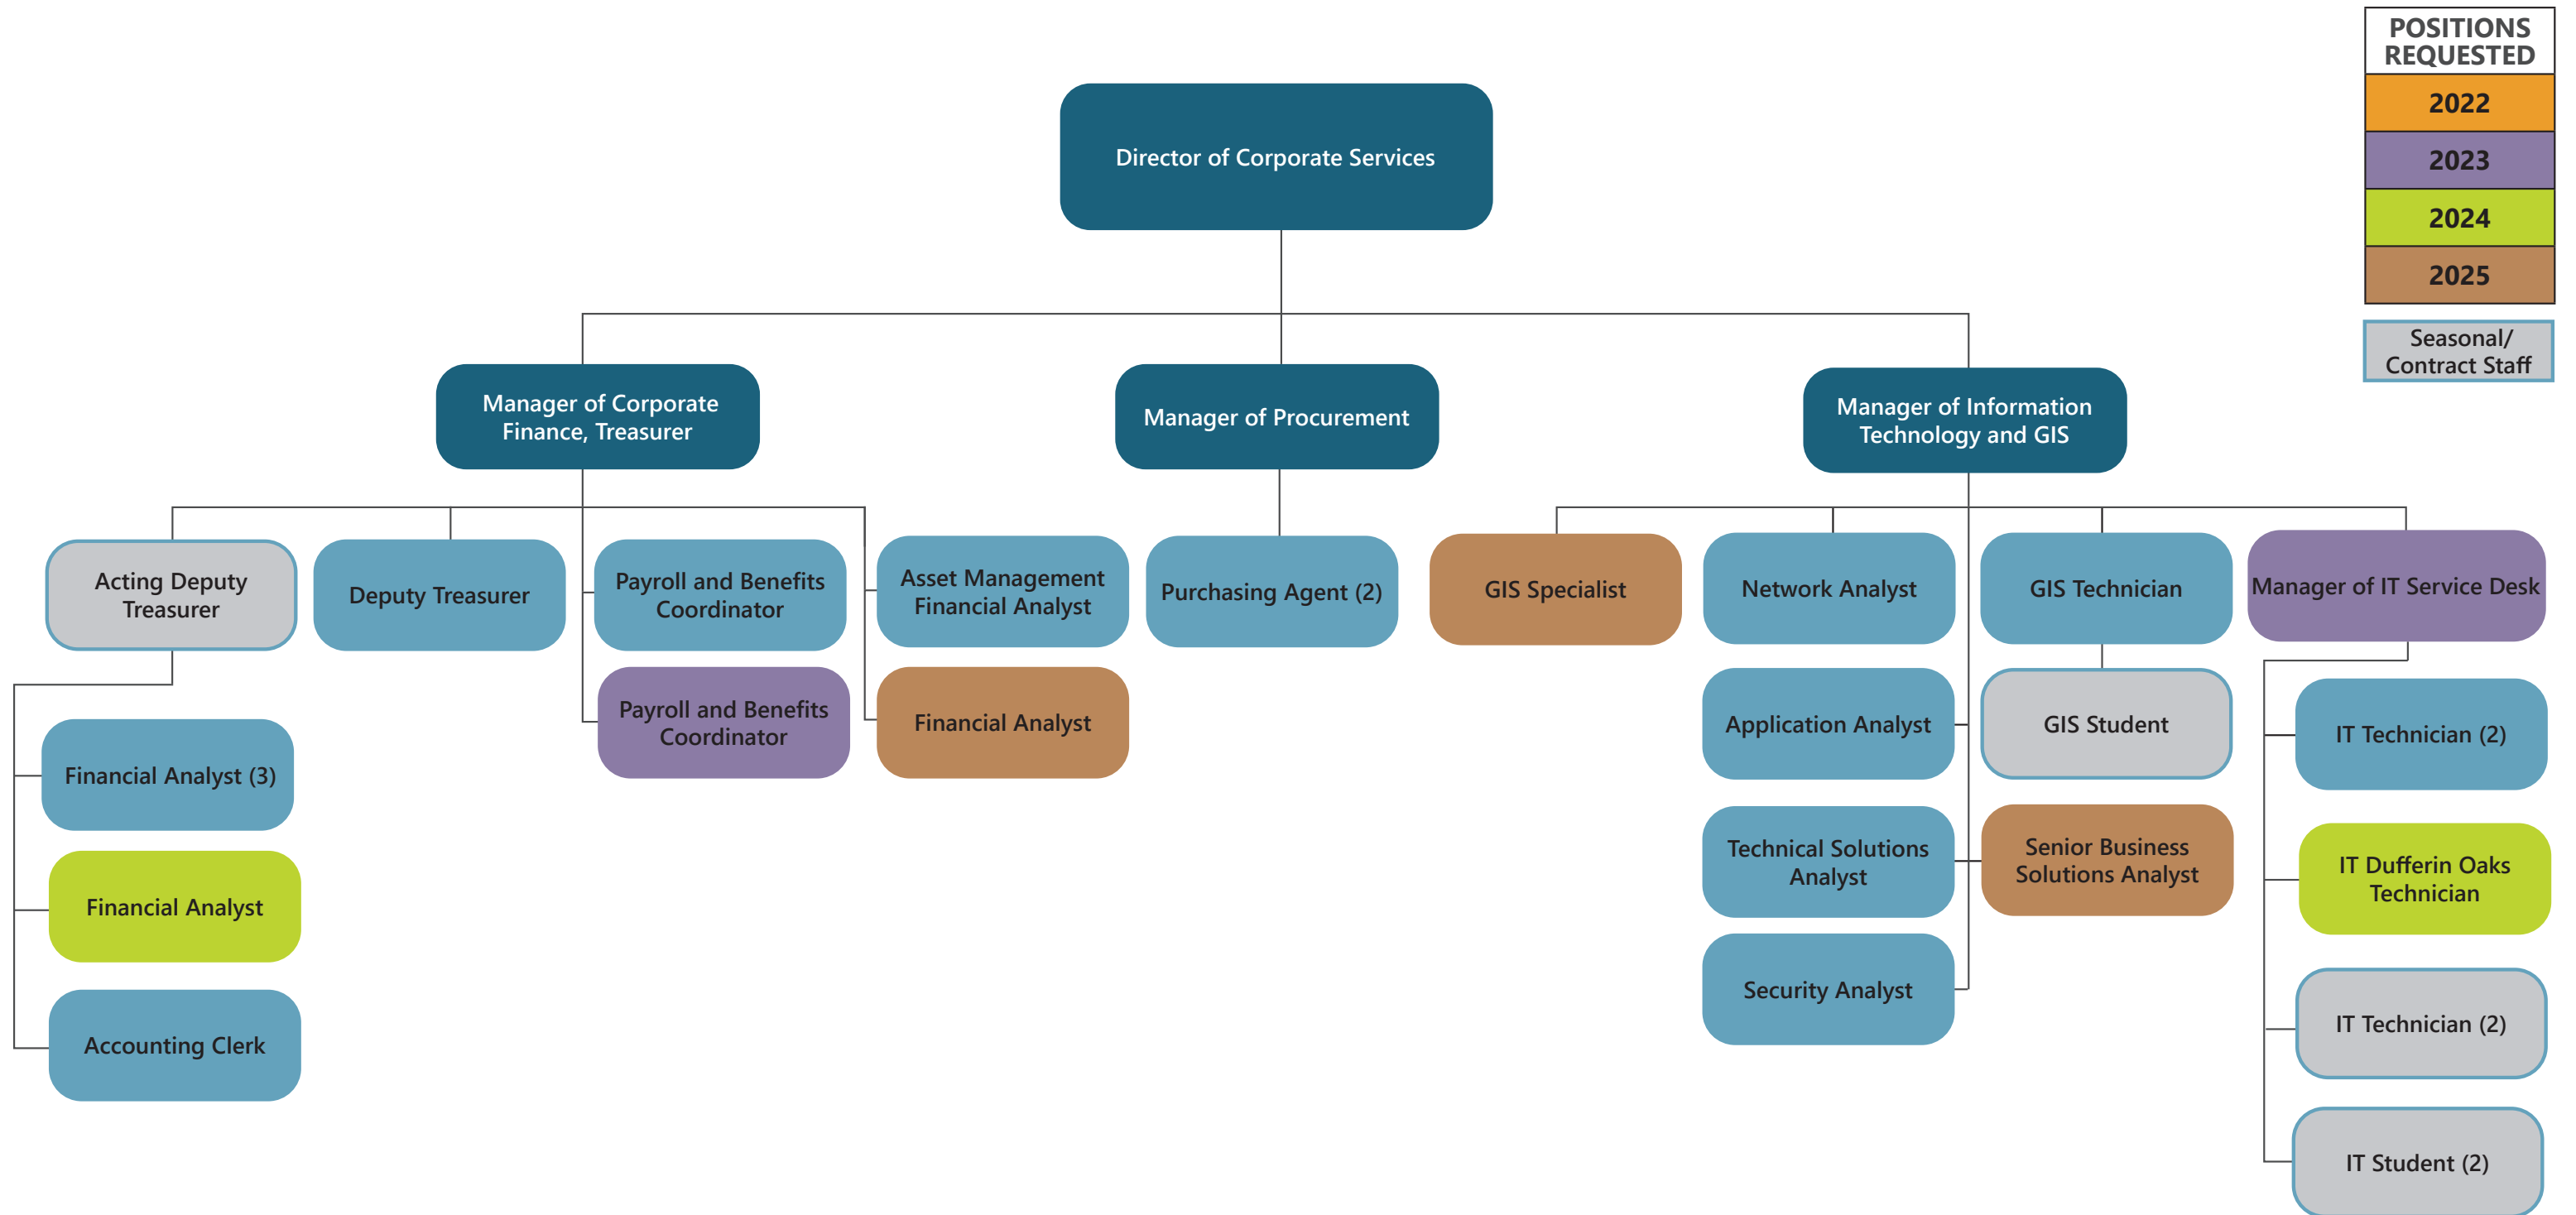 POSITIONS
REQUESTED
2022
2023
2024
2025
Seasonal/
Contract Staff
Director of Corporate Services
Manager of Corporate
Finance, Treasurer
Manager of Procurement
Manager of Information
Technology and GIS
Acting Deputy
Treasurer
Deputy Treasurer
Payroll and Benefits
Coordinator
Asset Management
Financial Analyst
Purchasing Agent (2)
GIS Specialist
Network Analyst
GIS Technician
Manager of IT Service Desk
Payroll and Benefits
Coordinator
Financial Analyst
Application Analyst
GIS Student
IT Technician (2)
Financial Analyst (3)
Technical Solutions
Analyst
Senior Business
Solutions Analyst
IT Dufferin Oaks
Technician
Financial Analyst
Security Analyst
IT Technician (2)
Accounting Clerk
IT Student (2)